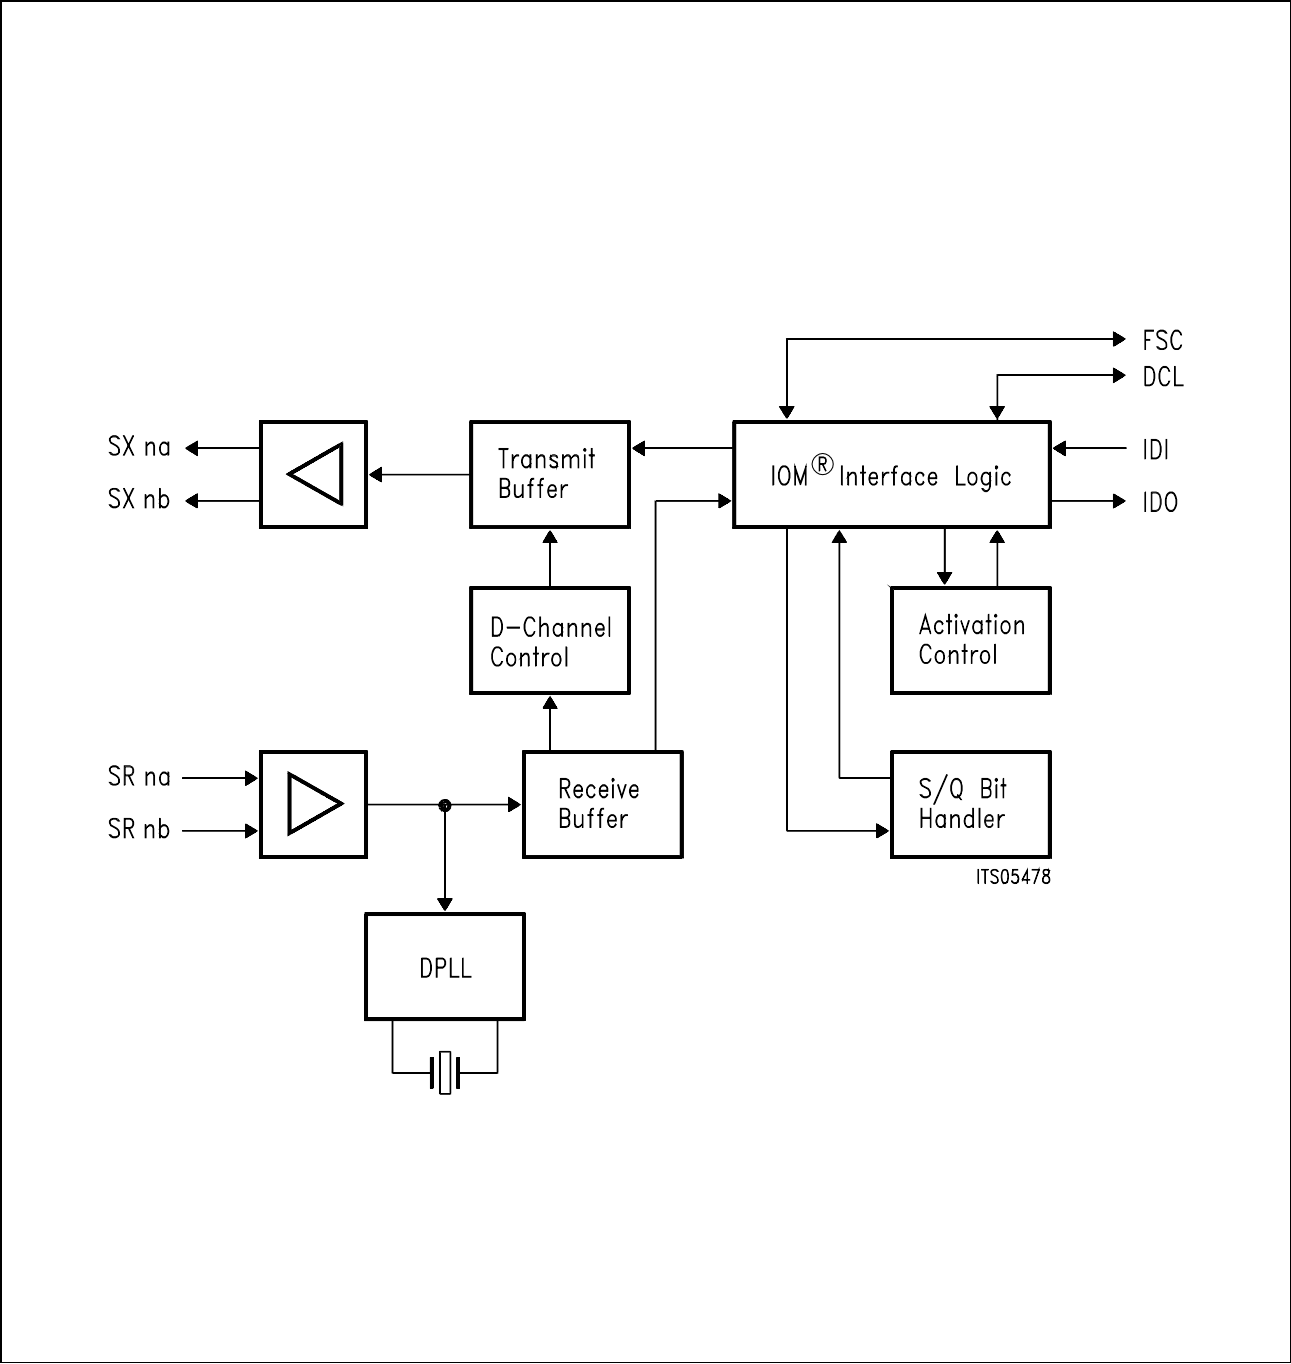 FSC
DCL
SX na
SX nb
Transmit
Buffer
IOM® Interface Logic
IDI
IDO
D-Channel
Control
Activation
Control
SR na
SR nb
Receive
Buffer
S/Q Bit
Handler
ITS05478
DPLL